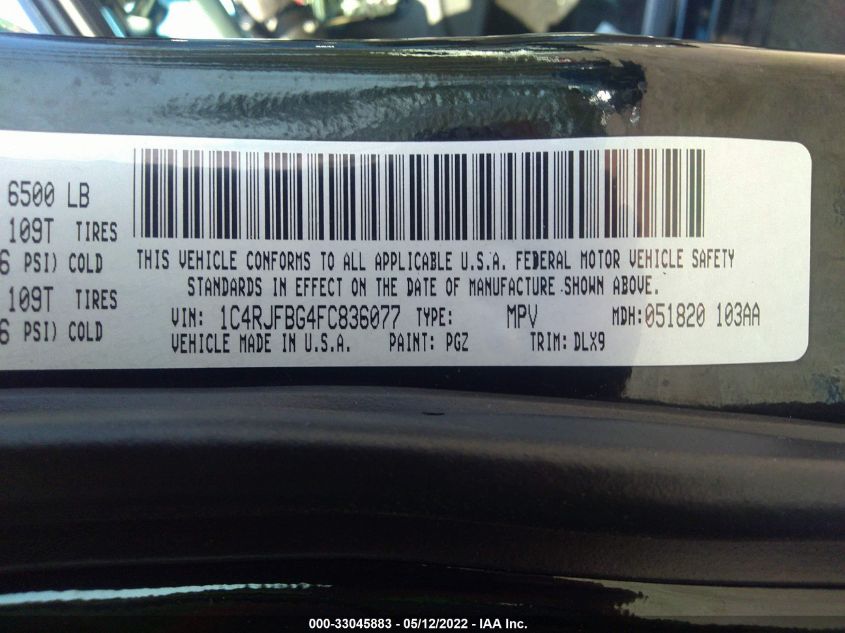 6500 LB
109T TIRES
6 PSI) COLD
109T TIRES
6 PSI) COLD
THIS VEHICLE CONFORMS TO ALL APPLICABLE U.S.A. FEDERAL MOTOR VEHICLE SAFETY
STANDARDS IN EFFECT ON THE DATE OF MANUFACTURE SHOWN ABOVE.
VIN: 1C4RJFBG4FC836077 TYPE: MPV MDH:051820 103AA
VEHICLE MADE IN U.S.A. PAINT: PGZ TRIM: DLX9
000-33045883 - 05/12/2022 - IAA Inc.